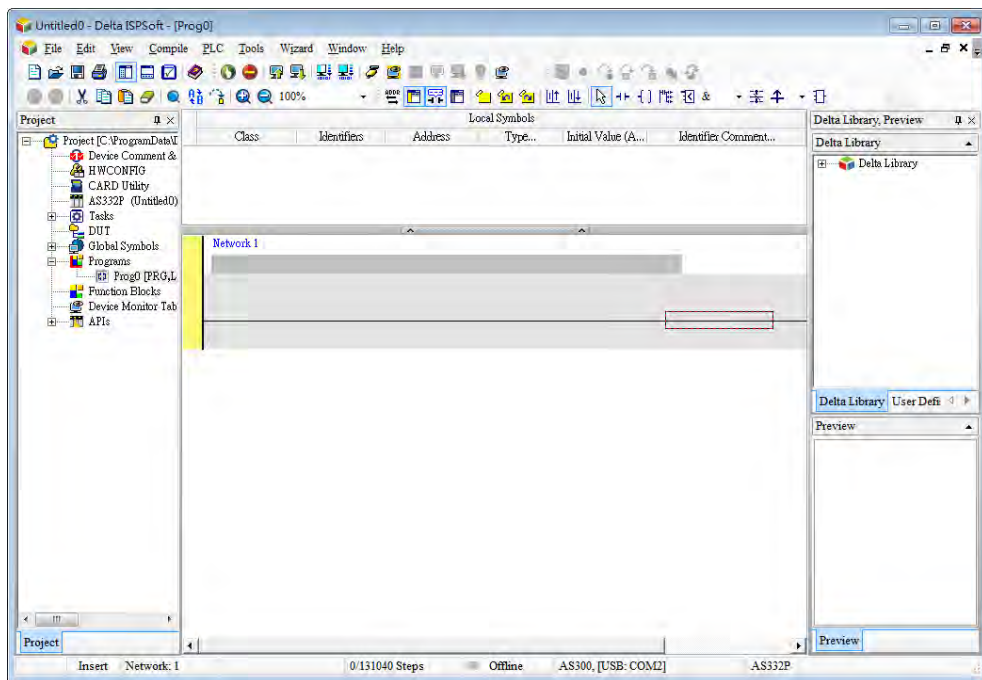 Untitled0 - Delta ISPSoft - [Prog0]
File Edit View Compile PLC Tools Wizard Window Help
100%
Project
Project [C:\ProgramData\D
Device Comment &
HWCONFIG
CARD Utility
AS332P (Untitled0)
Tasks
DUT
Global Symbols
Programs
Prog0 [PRG,L
Function Blocks
Device Monitor Tab
APIs
Project
Local Symbols
Class Identifiers Address Type... Initial Value (A... Identifier Comment...
Network 1
Delta Library, Preview
Delta Library
Delta Library
Delta Library User Defi
Preview
Preview
Insert Network: 1 0/131040 Steps Offline AS300, [USB: COM2] AS332P